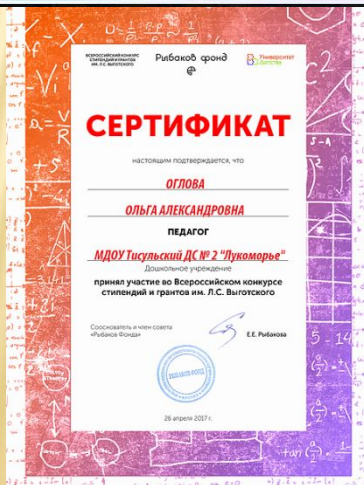 ВСЕРОССИЙСКИЙ КОНКУРС
СТИПЕНДИЙ И ГРАНТОВ
ИМ. Л.С. ВЫГОТСКОГО
Рыбаков фонд
Университет
детства
СЕРТИФИКАТ
настоящим подтверждается, что
ОГЛОВА
ОЛЬГА АЛЕКСАНДРОВНА
ПЕДАГОГ
МДОУ Тисульский ДС № 2 "Лукоморье"
Дошкольное учреждение
принял участие во Всероссийском конкурсе
стипендий и грантов им. Л.С. Выготского
Сооснователь и член совета
«Рыбаков Фонда»
Е.Е. Рыбакова
РЫБАКОВ ФОНД
26 апреля 2017 г.